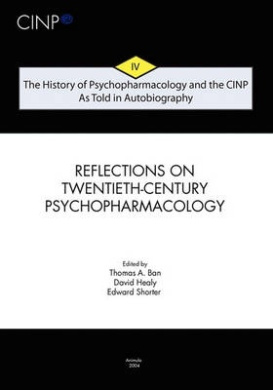 CINP
IV
The History of Psychopharmacology and the CINP
As Told in Autobiography
REFLECTIONS ON
TWENTIETH-CENTURY
PSYCHOPHARMACOLOGY
Edited by
Thomas A. Ban
David Healy
Edward Shorter
Animula
2004